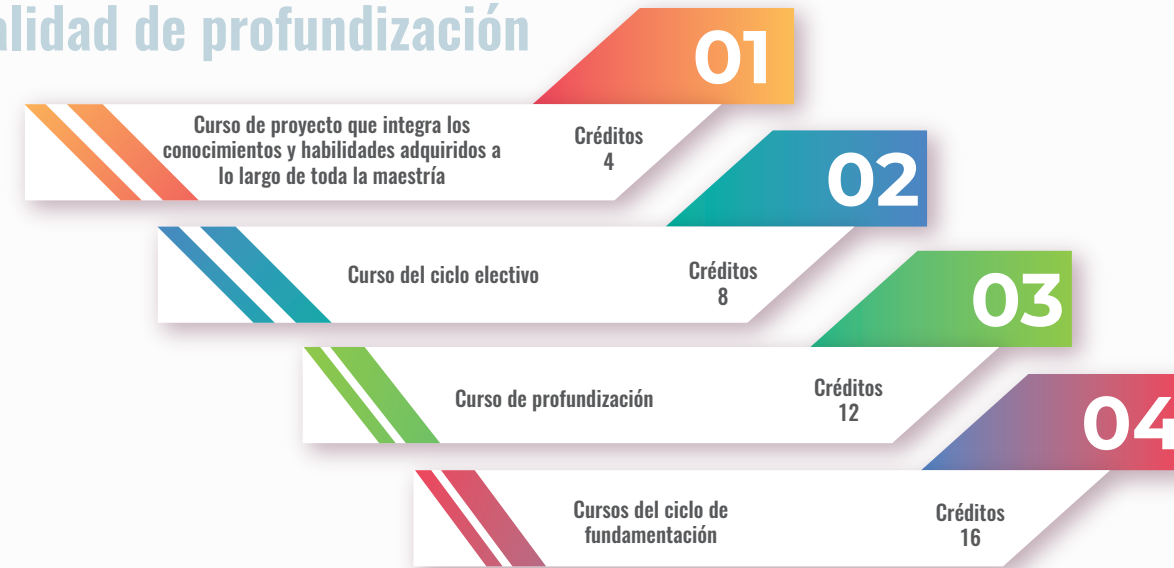 alidad de profundización
01
Curso de proyecto que integra los
conocimientos y habilidades adquiridos a
lo largo de toda la maestría
Créditos
4
02
Curso del ciclo electivo
Créditos
8
03
Curso de profundización
Créditos
12
04
Cursos del ciclo de
fundamentación
Créditos
16